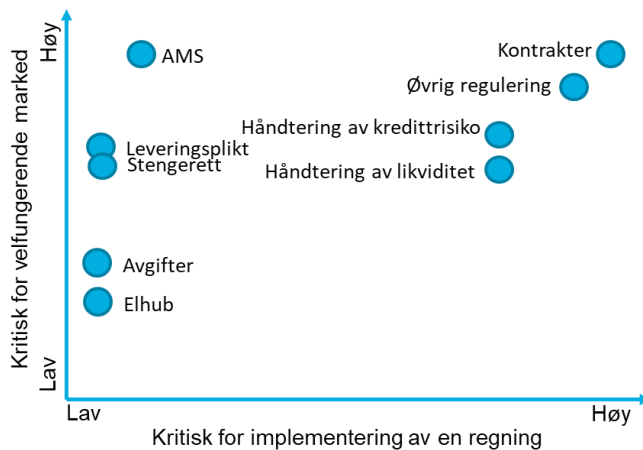 Høy
Kritisk for velfungerende marked
Lav
AMS
Kontrakter
Øvrig regulering
Håndtering av kredittrisiko
Leveringsplikt
Stengerett
Håndtering av likviditet
Avgifter
Elhub
Lav
Høy
Kritisk for implementering av en regning